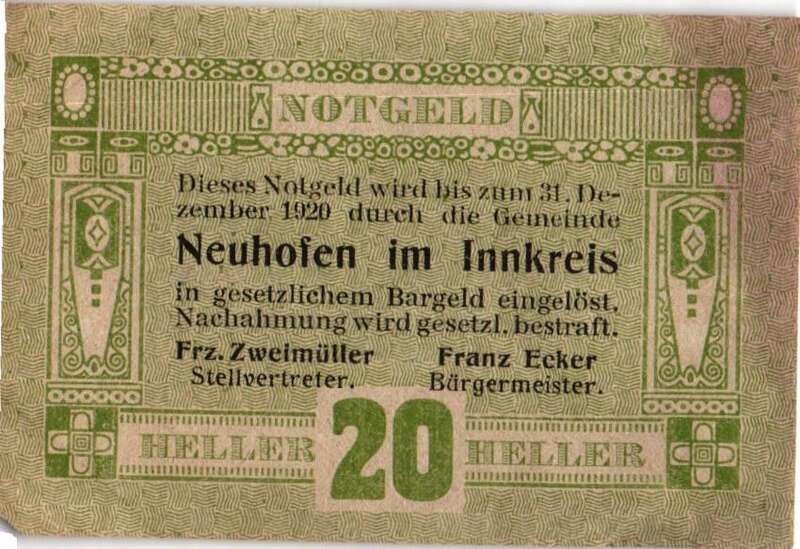 NOTGELD
Dieses Notgeld wird bis zum 31. De-
zember 1920 durch die Gemeinde
Neuhofen im Innkreis
in gesetzlichem Bargeld eingelöst.
Nachahmung wird gesetzl. bestraft.
Frz. Zweimüller Franz Ecker
Stellvertreter. Bürgermeister.
HELLER 20 HELLER